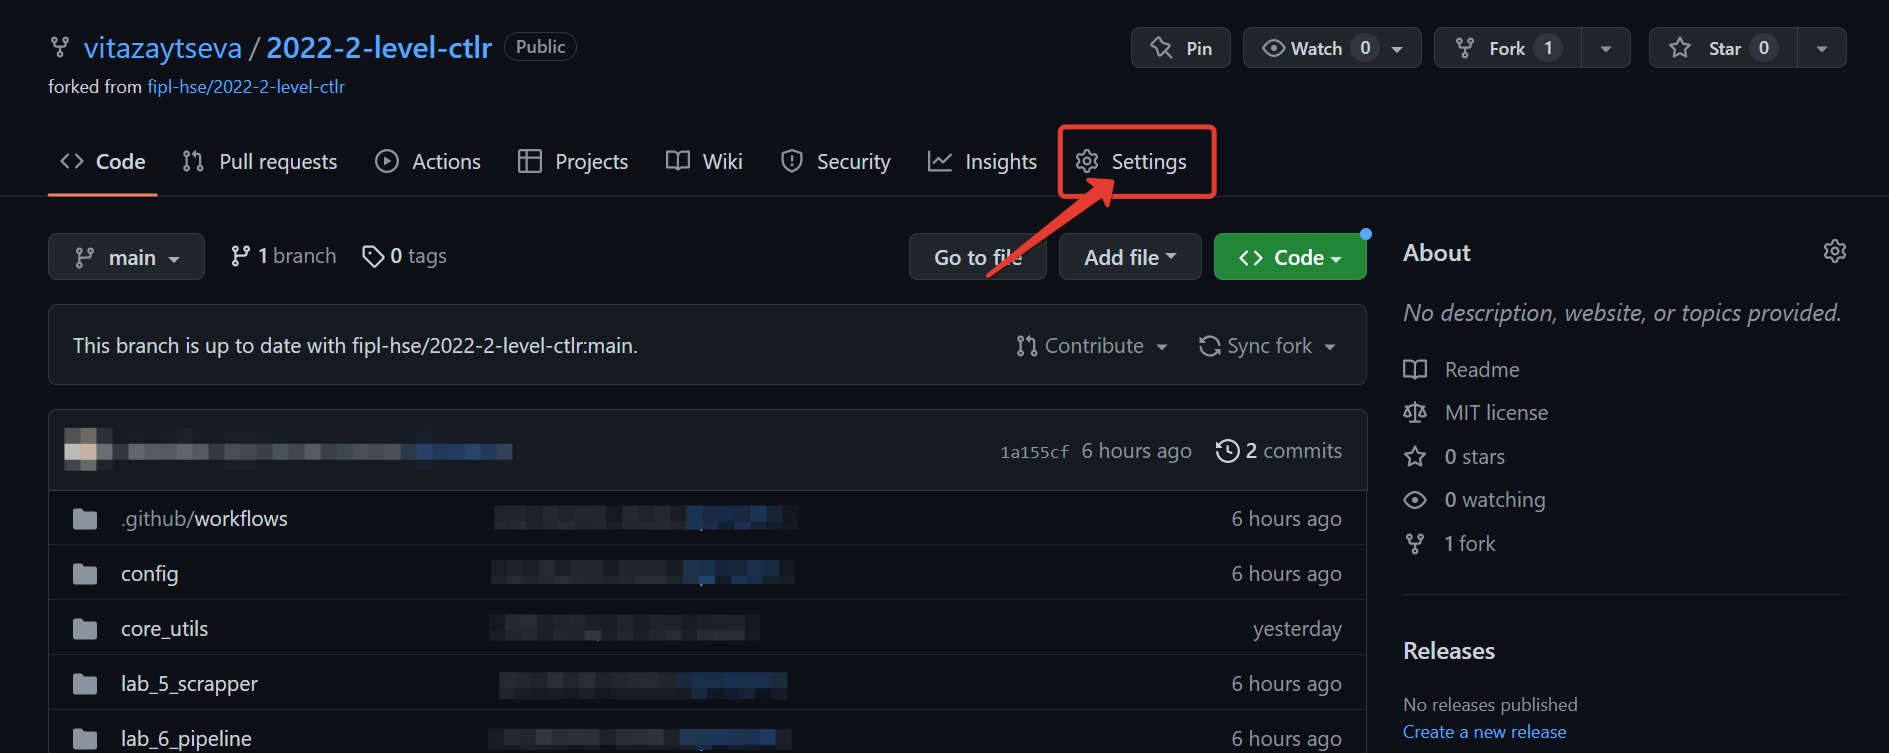 vitazaytseva / 2022-2-level-ctlr Public
Pin Watch 0 Fork 1 Star 0
forked from fipl-hse/2022-2-level-ctlr
Code Pull requests Actions Projects Wiki Security Insights Settings
main 1 branch 0 tags Go to file Add file Code
This branch is up to date with fipl-hse/2022-2-level-ctlr:main. Contribute Sync fork
1a155cf 6 hours ago 2 commits
.github/workflows 6 hours ago
config 6 hours ago
core_utils yesterday
lab_5_scrapper 6 hours ago
lab_6_pipeline 6 hours ago
About
No description, website, or topics provided.
Readme
MIT license
0 stars
0 watching
1 fork
Releases
No releases published
Create a new release